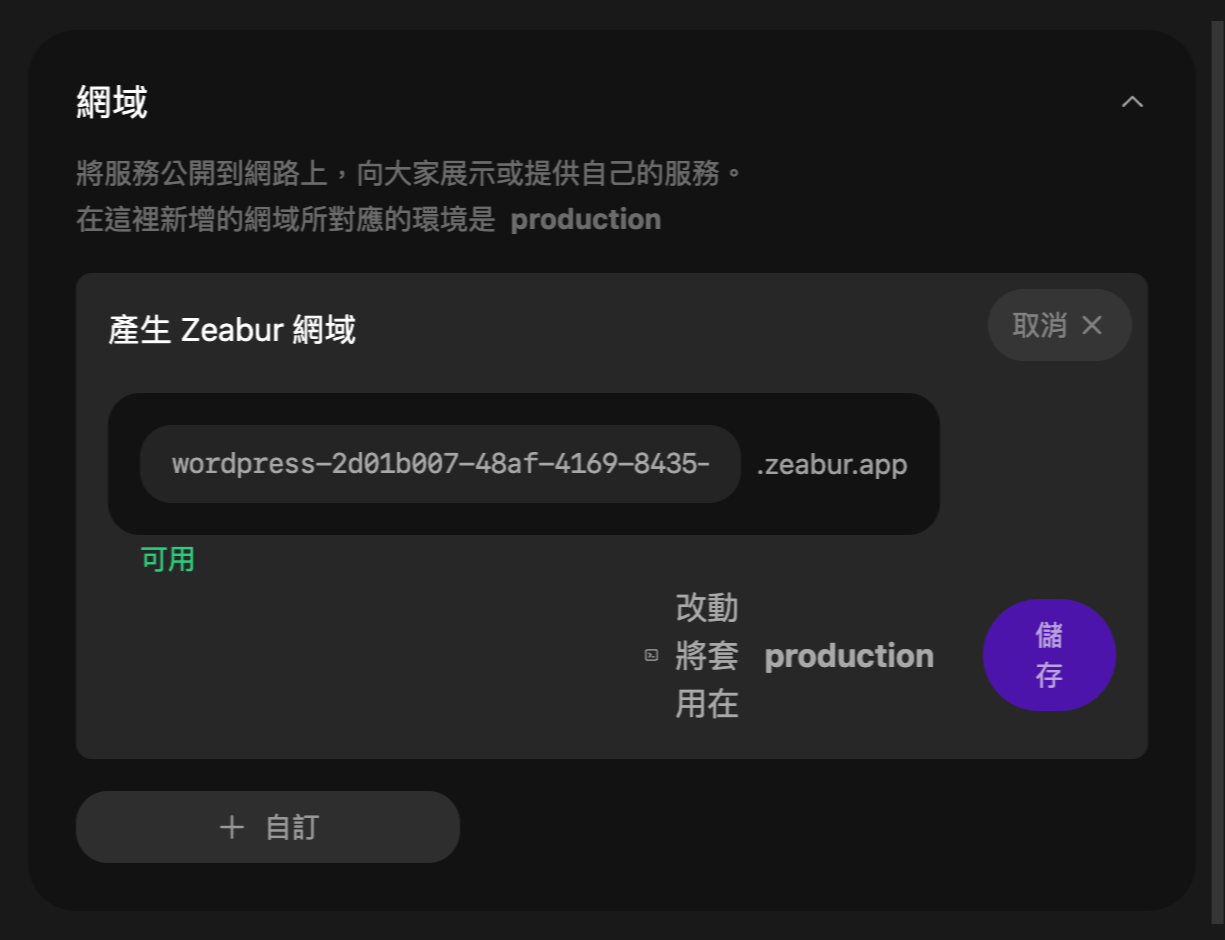 網域
將服務公開到網路上，向大家展示或提供自己的服務。
在這裡新增的網域所對應的環境是 production
產生 Zeabur 網域
取消
wordpress-2d01b007-48af-4169-8435-
.zeabur.app
可用
改動
將套
用在
production
儲
存
自訂